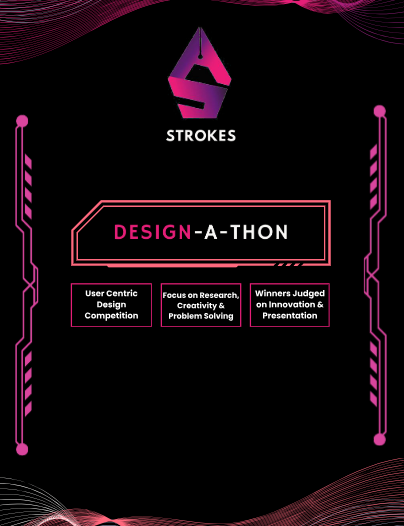 STROKES
DESIGN-A-THON
User Centric
Design
Competition
Focus on Research,
Creativity &
Problem Solving
Winners Judged
on Innovation &
Presentation